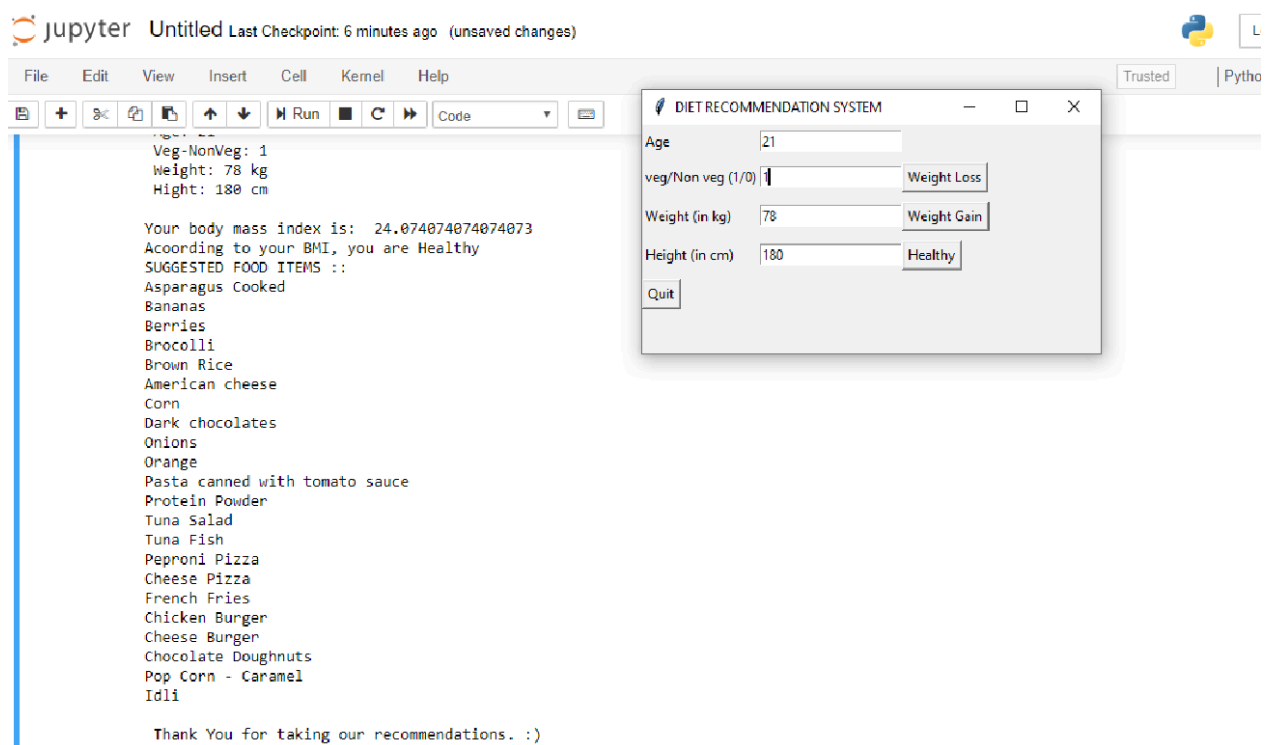 jupyter Untitled Last Checkpoint: 6 minutes ago (unsaved changes)
File Edit View Insert Cell Kernel Help Trusted
Run Code
Veg-NonVeg: 1
Weight: 78 kg
Hight: 180 cm
Your body mass index is: 24.074074074074073
Acoording to your BMI, you are Healthy
SUGGESTED FOOD ITEMS ::
Asparagus Cooked
Bananas
Berries
Brocolli
Brown Rice
American cheese
Corn
Dark chocolates
Onions
Orange
Pasta canned with tomato sauce
Protein Powder
Tuna Salad
Tuna Fish
Peproni Pizza
Cheese Pizza
French Fries
Chicken Burger
Cheese Burger
Chocolate Doughnuts
Pop Corn - Caramel
Idli
Thank You for taking our recommendations. :)
DIET RECOMMENDATION SYSTEM
Age 21
veg/Non veg (1/0) 1 Weight Loss
Weight (in kg) 78 Weight Gain
Height (in cm) 180 Healthy
Quit